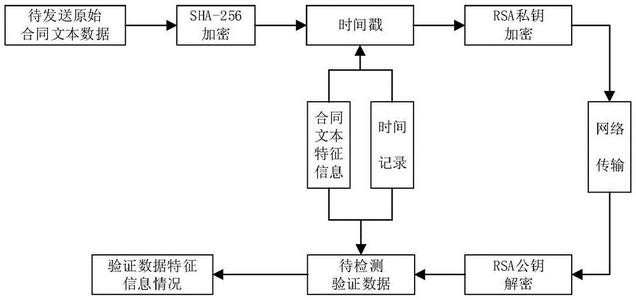 待发送原始
合同文本数据
SHA-256
加密
时间戳
RSA私钥
加密
合同
文本
特征
信息
时间
记录
网络
传输
验证数据特征
信息情况
待检测
验证数据
RSA公钥
解密